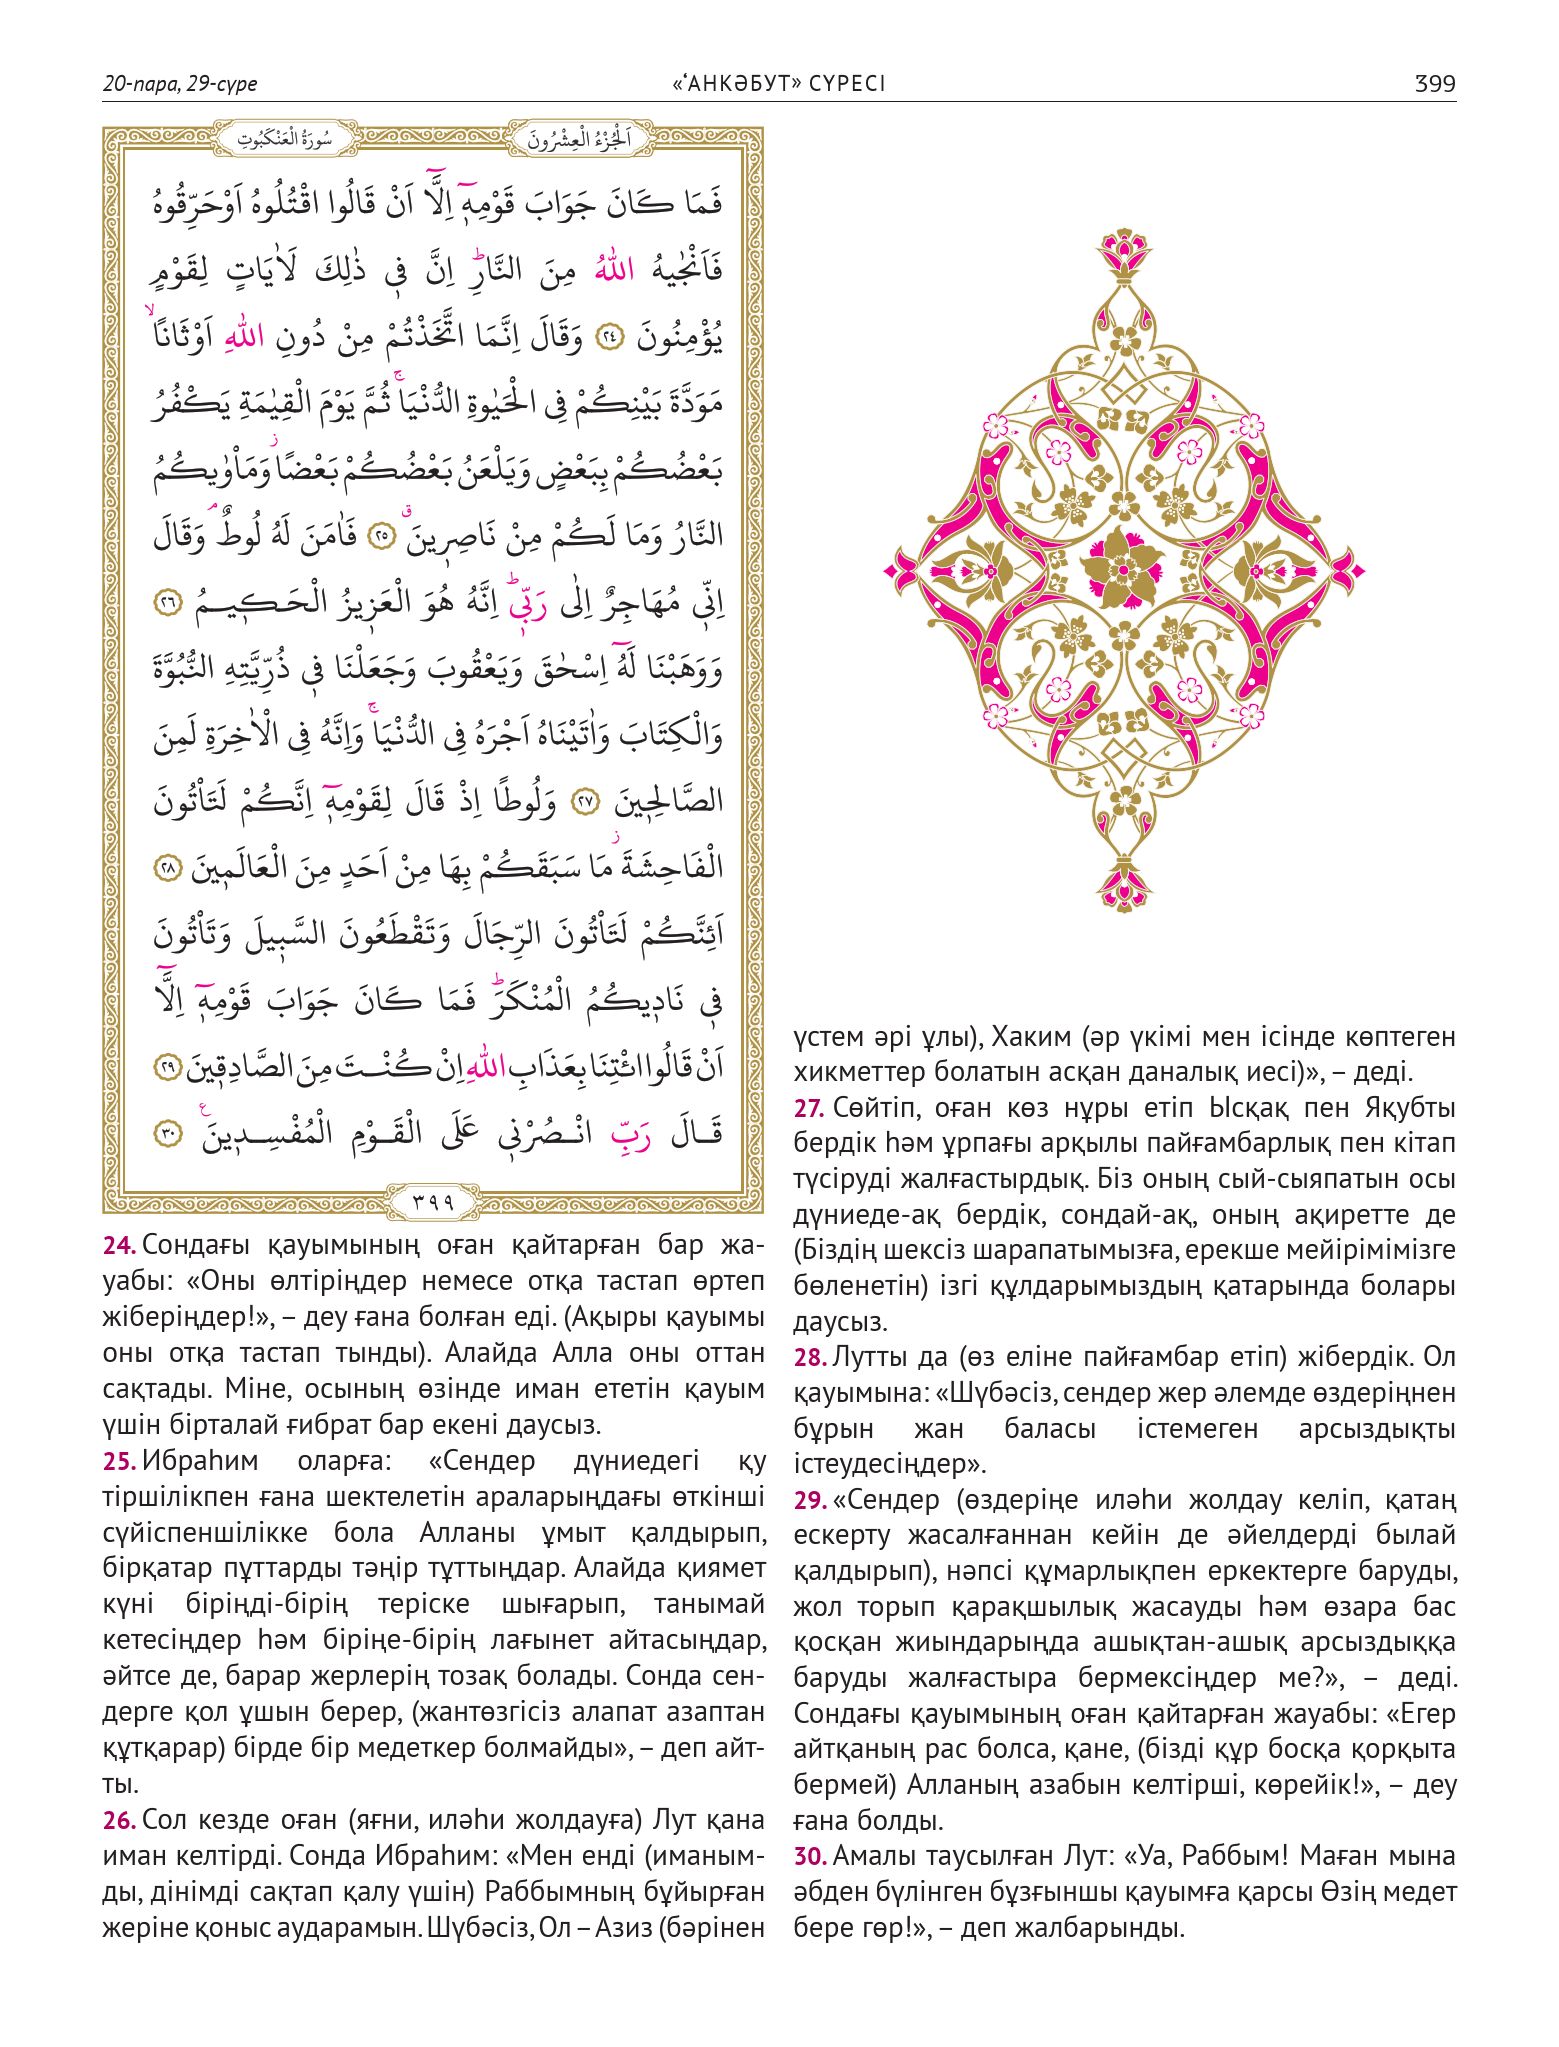 20-пара, 29-сүре
«‘АНКӘБУТ» СҮРЕСІ
399
اَلْجُزْءُ الْعِشْرُونَ
سُورَةُ الْعَنْكَبُوتِ
فَمَا كَانَ جَوَابَ قَوْمِهٖٓ اِلَّٓا اَنْ قَالُوا اقْتُلُوهُ اَوْحَرِّقُوهُ
فَاَنْجٰيهُ اللّٰهُ مِنَ النَّارِؕ اِنَّ فٖي ذٰلِكَ لَاٰيَاتٍ لِقَوْمٍ
يُؤْمِنُونَ ﴿٢٤﴾ وَقَالَ اِنَّمَا اتَّخَذْتُمْ مِنْ دُونِ اللّٰهِ اَوْثَانًاۙ
مَوَدَّةَ بَيْنِكُمْ فِي الْحَيٰوةِ الدُّنْيَاۚ ثُمَّ يَوْمَ الْقِيٰمَةِ يَكْفُرُ
بَعْضُكُمْ بِبَعْضٍ وَيَلْعَنُ بَعْضُكُمْ بَعْضًاؗ وَمَاْوٰيكُمُ
النَّارُ وَمَا لَكُمْ مِنْ نَاصِرٖينَۗ ﴿٢٥﴾ فَاٰمَنَ لَهُ لُوطٌۢ وَقَالَ
اِنّٖي مُهَاجِرٌ اِلٰى رَبّٖيؕ اِنَّهُ هُوَ الْعَزٖيزُ الْحَكٖيمُ ﴿٢٦﴾
وَوَهَبْنَا لَهُٓ اِسْحٰقَ وَيَعْقُوبَ وَجَعَلْنَا فٖي ذُرِّيَّتِهِ النُّبُوَّةَ
وَالْكِتَابَ وَاٰتَيْنَاهُ اَجْرَهُ فِي الدُّنْيَاۚ وَاِنَّهُ فِي الْاٰخِرَةِ لَمِنَ
الصَّالِحٖينَ ﴿٢٧﴾ وَلُوطًا اِذْ قَالَ لِقَوْمِهٖٓ اِنَّكُمْ لَتَاْتُونَ
الْفَاحِشَةَؗ مَا سَبَقَكُمْ بِهَا مِنْ اَحَدٍ مِنَ الْعَالَمٖينَ ﴿٢٨﴾
اَئِنَّكُمْ لَتَاْتُونَ الرِّجَالَ وَتَقْطَعُونَ السَّبٖيلَ وَتَاْتُونَ
فٖي نَادٖيكُمُ الْمُنْكَرَؕ فَمَا كَانَ جَوَابَ قَوْمِهٖٓ اِلَّٓا
اَنْ قَالُوا ائْتِنَا بِعَذَابِ اللّٰهِ اِنْ كُنْتَ مِنَ الصَّادِقٖينَ ﴿٢٩﴾
قَالَ رَبِّ انْصُرْنٖي عَلَى الْقَوْمِ الْمُفْسِدٖينَ ﴿٣٠﴾
٣٩٩
24. Сондағы қауымының оған қайтарған бар жа-
уабы: «Оны өлтіріңдер немесе отқа тастап өртеп
жіберіңдер!», – деу ғана болған еді. (Ақыры қауымы
оны отқа тастап тынды). Алайда Алла оны оттан
сақтады. Міне, осының өзінде иман ететін қауым
үшін бірталай ғибрат бар екені даусыз.
25. Ибраһим оларға: «Сендер дүниедегі қу
тіршілікпен ғана шектелетін араларыңдағы өткінші
сүйіспеншілікке бола Алланы ұмыт қалдырып,
бірқатар пұттарды тәңір тұттыңдар. Алайда қиямет
күні біріңді-бірің теріске шығарып, танымай
кетесіңдер һәм біріңе-бірің лағынет айтасыңдар,
әйтсе де, барар жерлерің тозақ болады. Сонда сен-
дерге қол ұшын берер, (жантөзгісіз алапат азаптан
құтқарар) бірде бір медеткер болмайды», – деп айт-
ты.
26. Сол кезде оған (яғни, иләһи жолдауға) Лут қана
иман келтірді. Сонда Ибраһим: «Мен енді (иманым-
ды, дінімді сақтап қалу үшін) Раббымның бұйырған
жеріне қоныс аударамын. Шүбәсіз, Ол – Азиз (бәрінен
үстем әрі ұлы), Хаким (әр үкімі мен ісінде көптеген
хикметтер болатын асқан даналық иесі)», – деді.
27. Сөйтіп, оған көз нұры етіп Ысқақ пен Яқубты
бердік һәм ұрпағы арқылы пайғамбарлық пен кітап
түсіруді жалғастырдық. Біз оның сый-сыяпатын осы
дүниеде-ақ бердік, сондай-ақ, оның ақиретте де
(Біздің шексіз шарапатымызға, ерекше мейірімімізге
бөленетін) ізгі құлдарымыздың қатарында болары
даусыз.
28. Лутты да (өз еліне пайғамбар етіп) жібердік. Ол
қауымына: «Шүбәсіз, сендер жер әлемде өздеріңнен
бұрын жан баласы істемеген арсыздықты
істеудесіңдер».
29. «Сендер (өздеріңе иләһи жолдау келіп, қатаң
ескерту жасалғаннан кейін де әйелдерді былай
қалдырып), нәпсі құмарлықпен еркектерге баруды,
жол торып қарақшылық жасауды һәм өзара бас
қосқан жиындарыңда ашықтан-ашық арсыздыққа
баруды жалғастыра бермексіңдер ме?», – деді.
Сондағы қауымының оған қайтарған жауабы: «Егер
айтқаның рас болса, қане, (бізді құр босқа қорқыта
бермей) Алланың азабын келтірші, көрейік!», – деу
ғана болды.
30. Амалы таусылған Лут: «Уа, Раббым! Маған мына
әбден бүлінген бұзғыншы қауымға қарсы Өзің медет
бере гөр!», – деп жалбарынды.